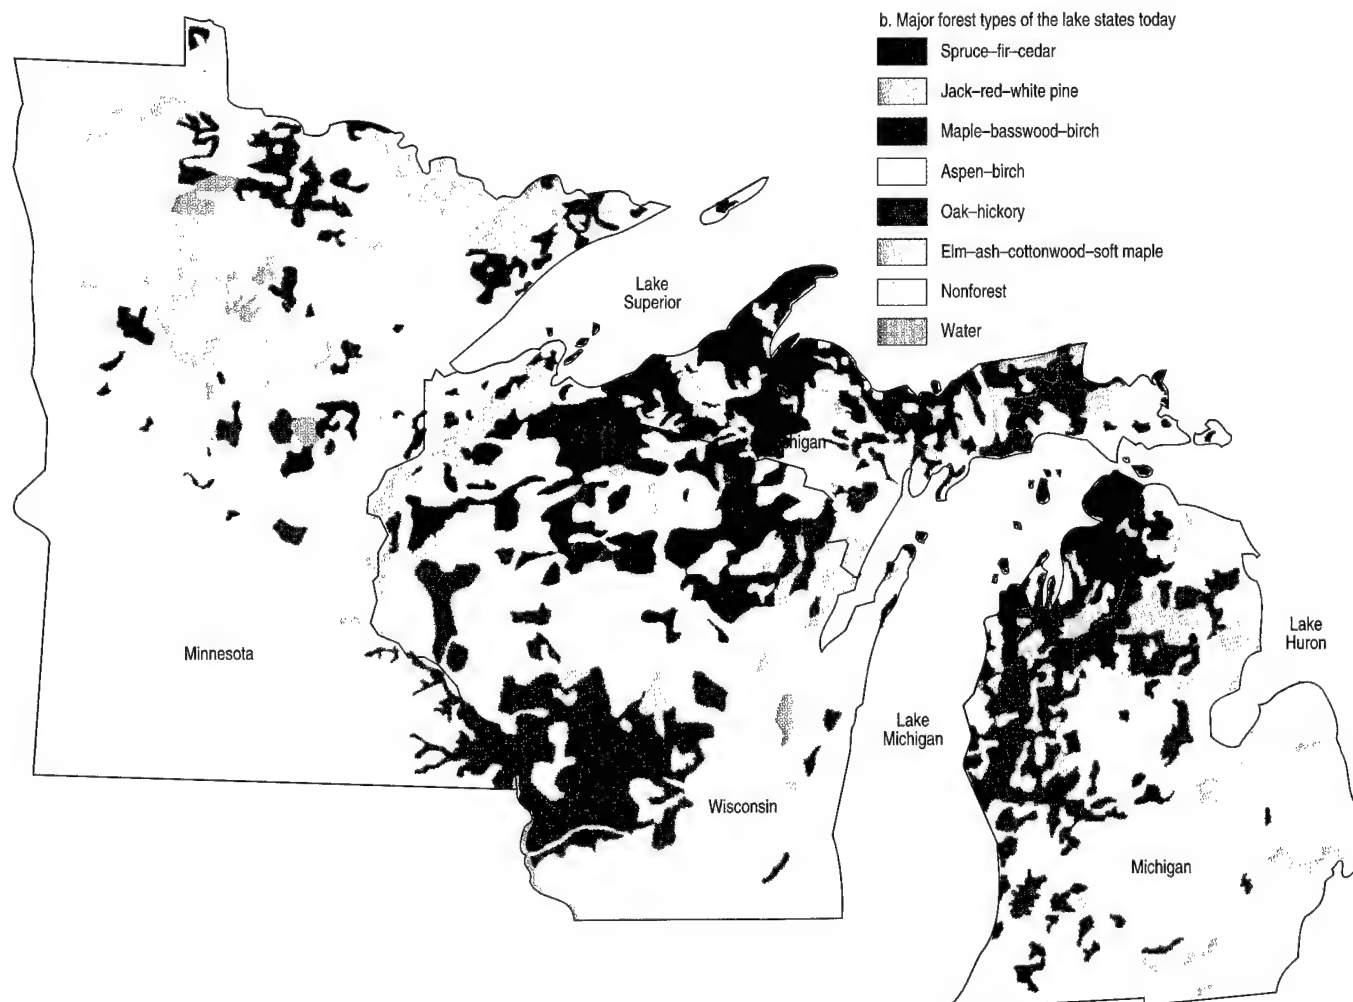 b. Major forest types of the lake states today
Spruce–fir–cedar
Jack–red–white pine
Maple–basswood–birch
Aspen–birch
Oak–hickory
Elm–ash–cottonwood–soft maple
Nonforest
Water
Lake
Superior
higan
Minnesota
Lake
Huron
Lake
Michigan
Wisconsin
Michigan